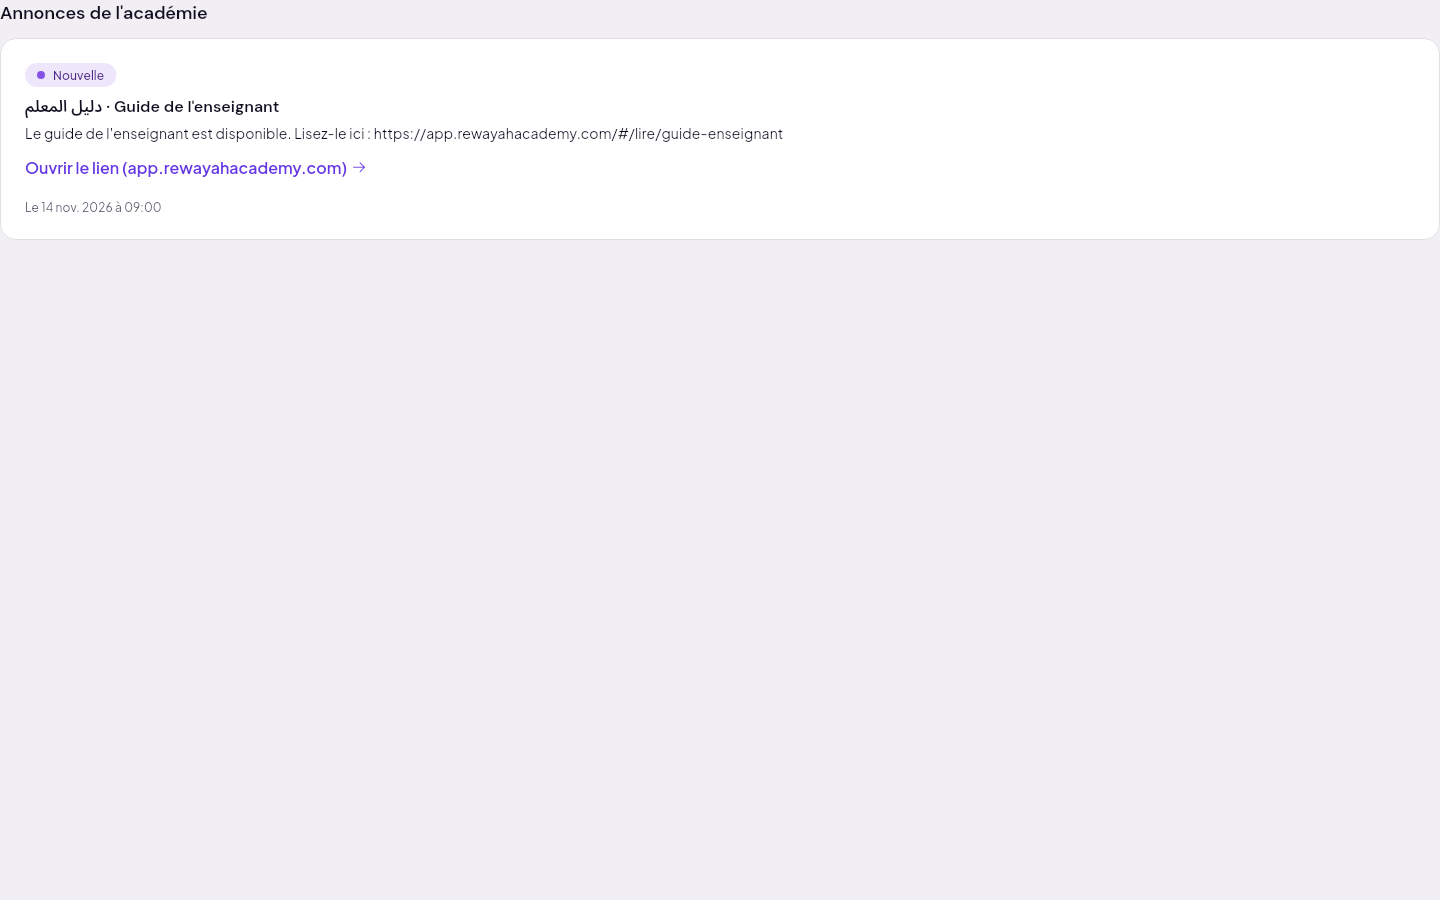 Annonces de l'académie
Nouvelle
دليل المعلم · Guide de l'enseignant
Le guide de l'enseignant est disponible. Lisez-le ici : https://app.rewayahacademy.com/#/lire/guide-enseignant
Ouvrir le lien (app.rewayahacademy.com) →
Le 14 nov. 2026 à 09:00